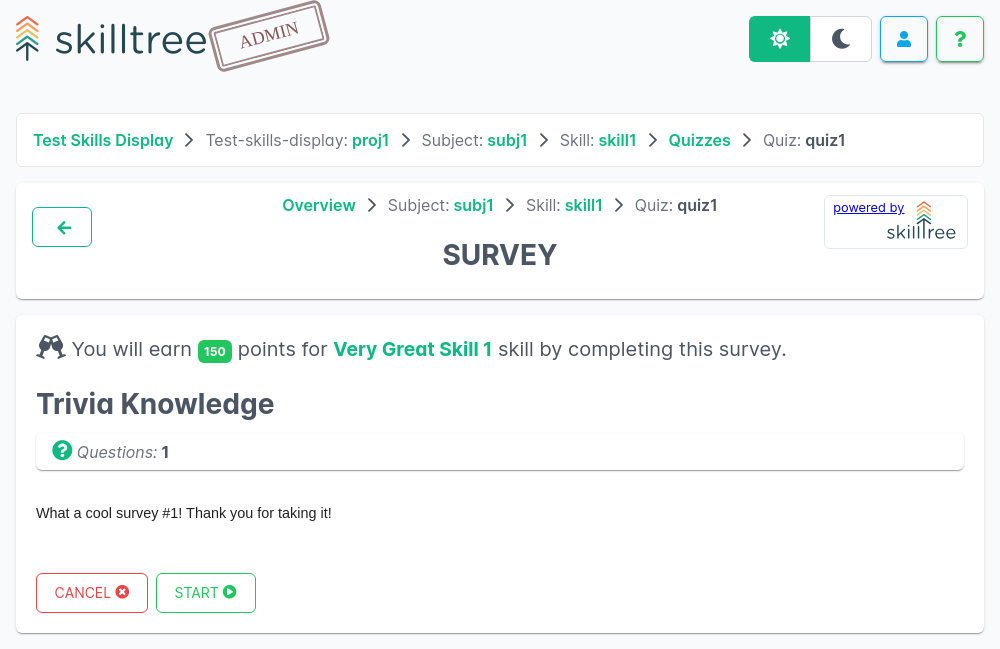 skilltree ADMIN
?
Test Skills Display > Test-skills-display: proj1 > Subject: subj1 > Skill: skill1 > Quizzes > Quiz: quiz1
Overview > Subject: subj1 > Skill: skill1 > Quiz: quiz1
powered by
skilltree
SURVEY
You will earn 150 points for Very Great Skill 1 skill by completing this survey.
Trivia Knowledge
? Questions: 1
What a cool survey #1! Thank you for taking it!
CANCEL
START